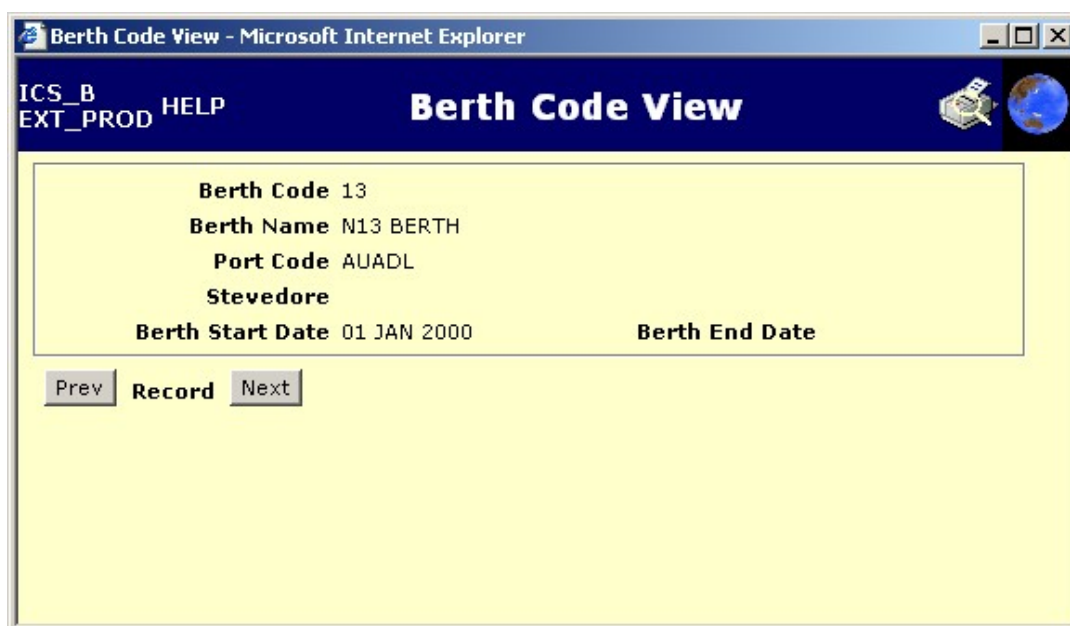 Berth Code View - Microsoft Internet Explorer
ICS_B
EXT_PROD HELP
Berth Code View
Berth Code 13
Berth Name N13 BERTH
Port Code AUADL
Stevedore
Berth Start Date 01 JAN 2000 Berth End Date
Prev Record Next